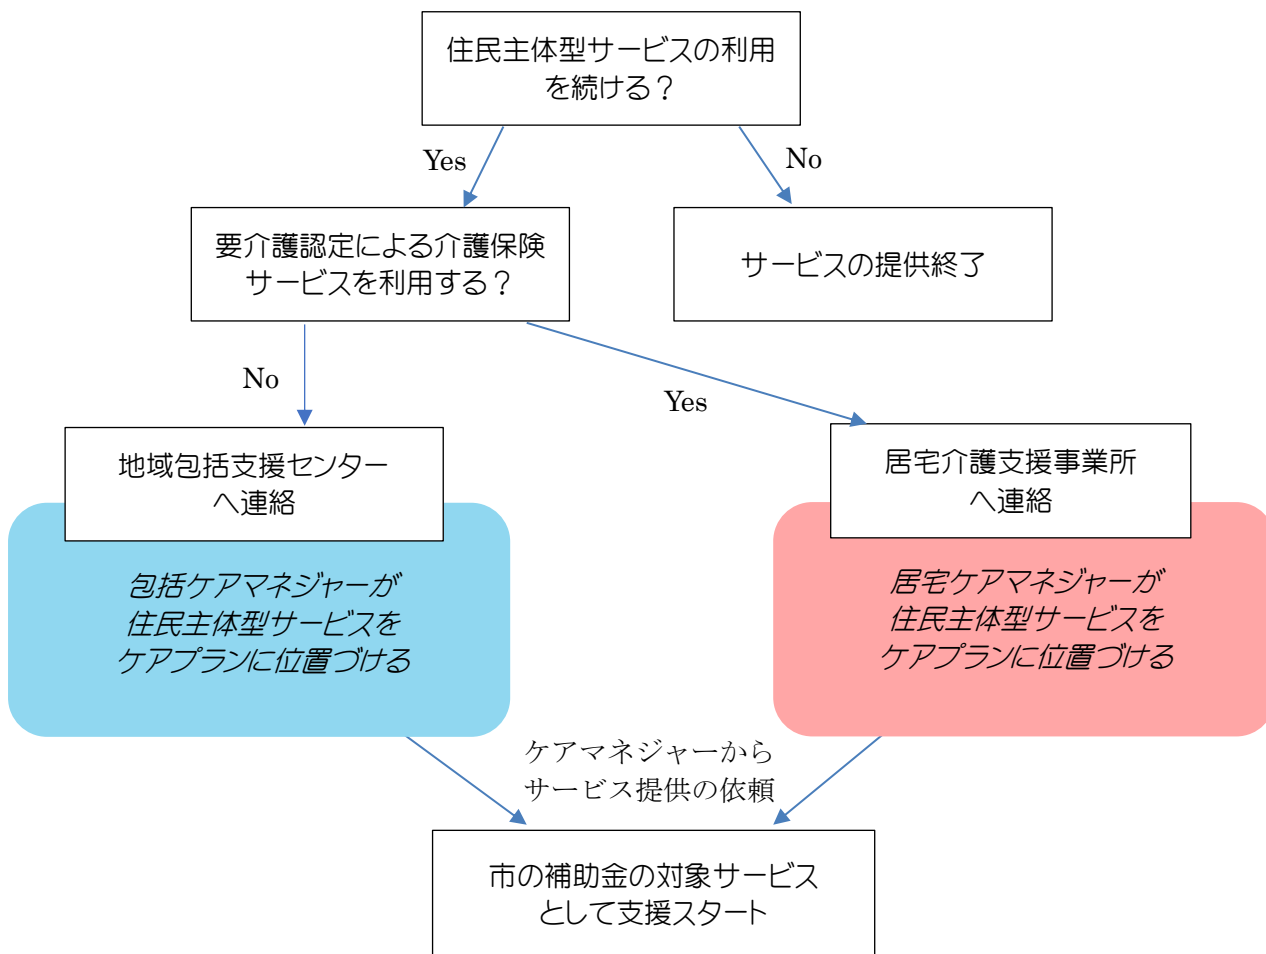 住民主体型サービスの利用
を続ける？
Yes
No
要介護認定による介護保険
サービスを利用する？
サービスの提供終了
No
Yes
地域包括支援センター
へ連絡
居宅介護支援事業所
へ連絡
包括ケアマネジャーが
住民主体型サービスを
ケアプランに位置づける
居宅ケアマネジャーが
住民主体型サービスを
ケアプランに位置づける
ケアマネジャーから
サービス提供の依頼
市の補助金の対象サービス
として支援スタート